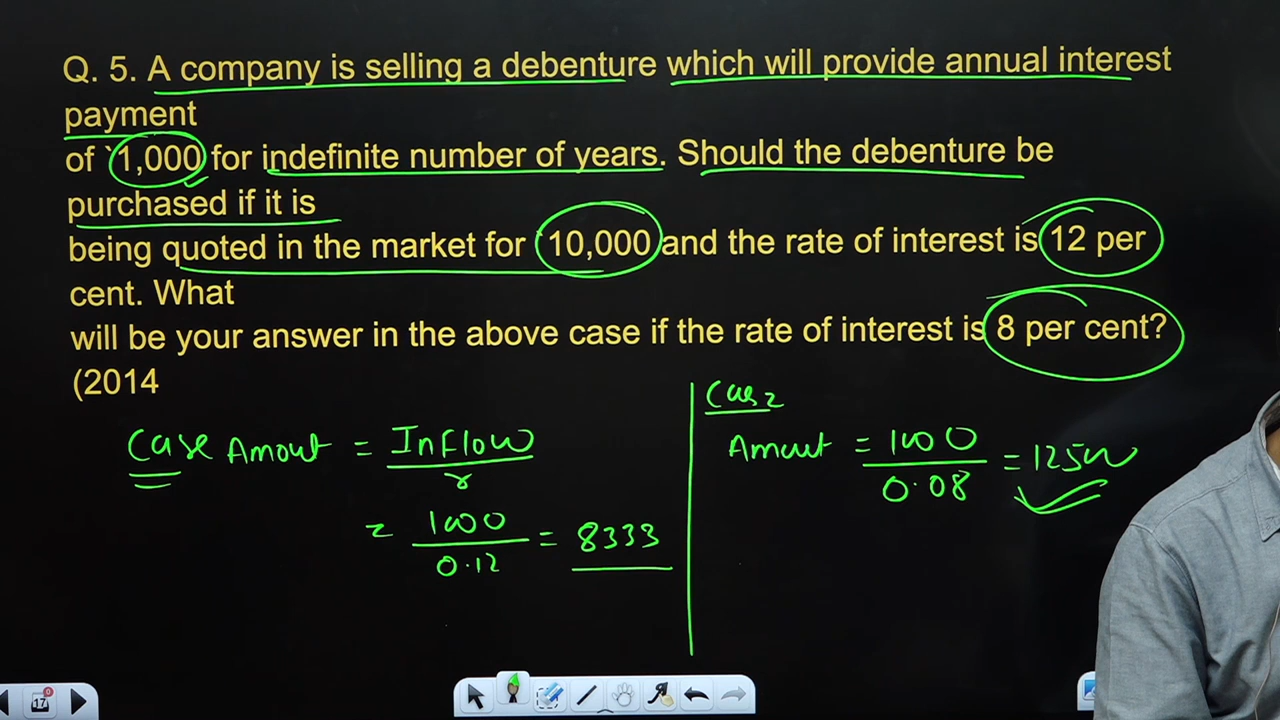 Q. 5. A company is selling a debenture which will provide annual interest
payment
of `1,000 for indefinite number of years. Should the debenture be
purchased if it is
being quoted in the market for `10,000 and the rate of interest is 12 per
cent. What
will be your answer in the above case if the rate of interest is 8 per cent?
(2014
Case Amout = Inflow / r
= 1000 / 0.12 = 8333
Cas 2
Amout = 1000 / 0.08 = 12500
17
0